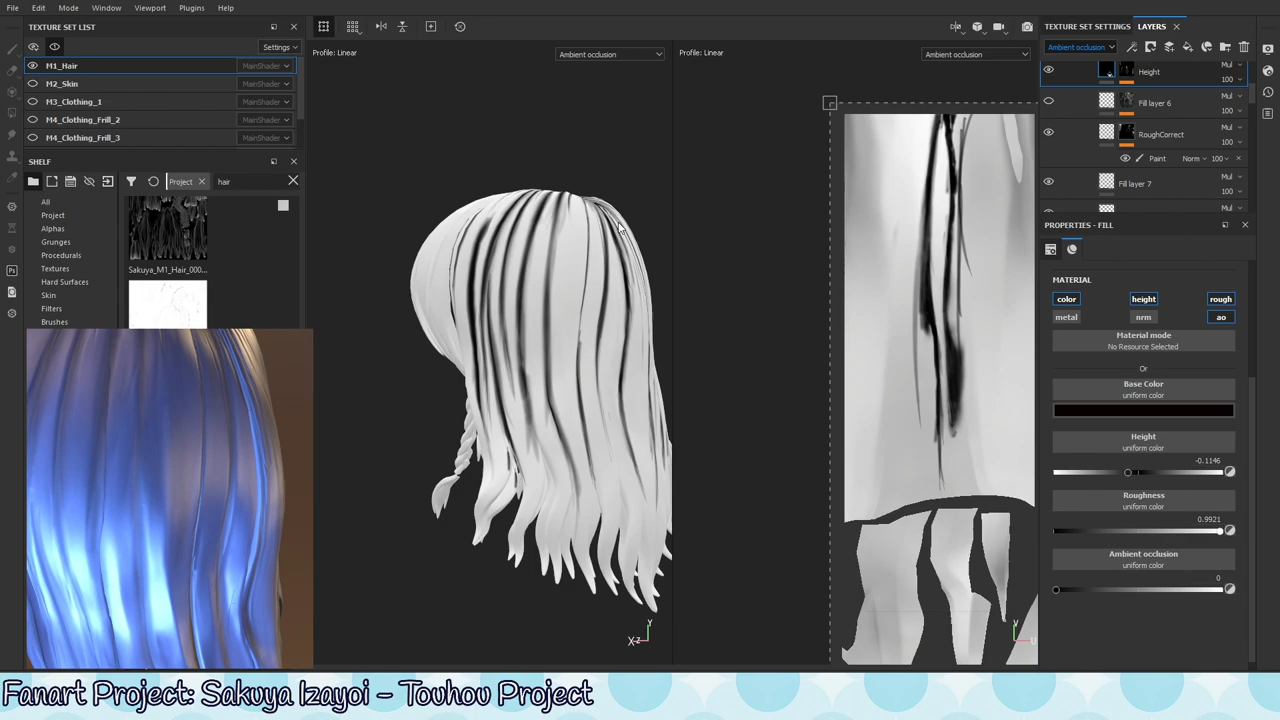 File Edit Mode Window Viewport Plugins Help
TEXTURE SET LIST
Settings
M1_Hair MainShader
M2_Skin MainShader
M3_Clothing_1 MainShader
M4_Clothing_Frill_2 MainShader
M4_Clothing_Frill_3 MainShader
SHELF
Project hair
All
Project
Alphas
Grunges
Procedurals
Textures
Hard Surfaces
Skin
Filters
Brushes
Sakuya_M1_Hair_000...
Ps
Profile: Linear
Ambient occlusion
Y
X Z
Profile: Linear
Ambient occlusion
Y
TEXTURE SET SETTINGS LAYERS
Ambient occlusion
Height Mul 100
Fill layer 6 Mul 100
RoughCorrect Mul 100
Paint Norm 100
Fill layer 7 Mul 100
Mul
PROPERTIES - FILL
MATERIAL
color height rough
metal nrm ao
Material mode
No Resource Selected
Or
Base Color
uniform color
Height
uniform color
-0.1146
Roughness
uniform color
0.9921
Ambient occlusion
uniform color
0
Fanart Project: Sakuya Izayoi - Touhou Project